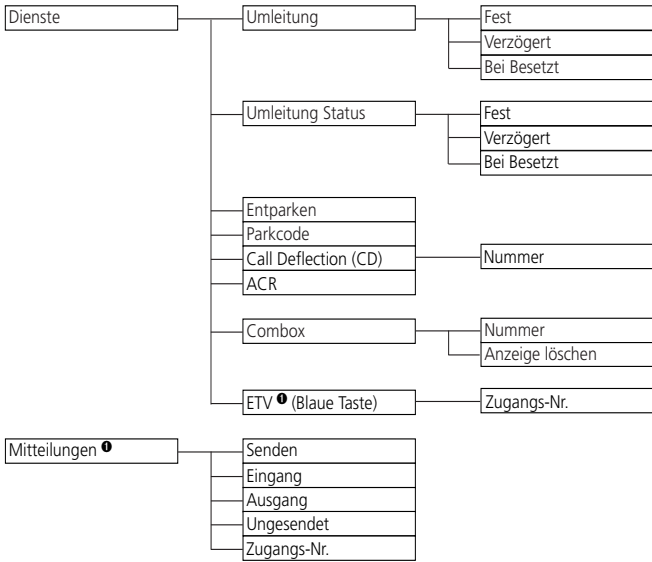 Dienste
Umleitung
Fest
Verzögert
Bei Besetzt
Umleitung Status
Fest
Verzögert
Bei Besetzt
Entparken
Parkcode
Call Deflection (CD)
Nummer
ACR
Combox
Nummer
Anzeige löschen
ETV ❶ (Blaue Taste)
Zugangs-Nr.
Mitteilungen ❶
Senden
Eingang
Ausgang
Ungesendet
Zugangs-Nr.